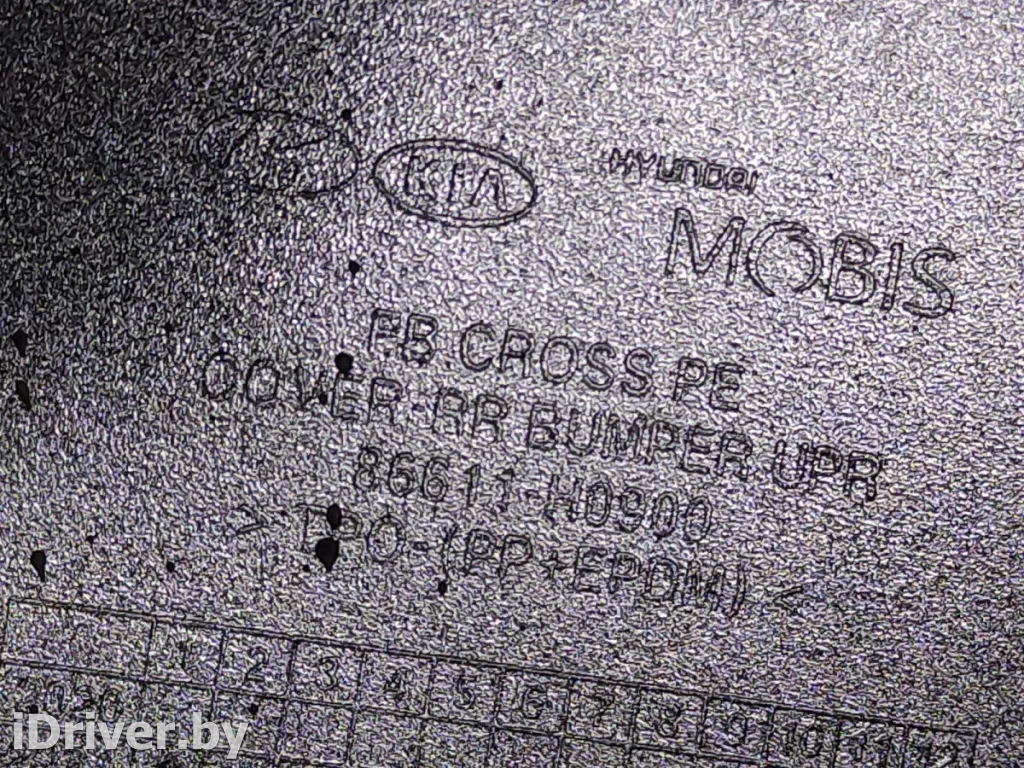 KIA HYUNDAI
MOBIS
FB CROSS PE
COVER-RR BUMPER UPR
86611-H0900
>TPO-(PP+EPDM)<
1 2 3 4 5 6 7 8 9 10 11 12
2020
iDriver.by